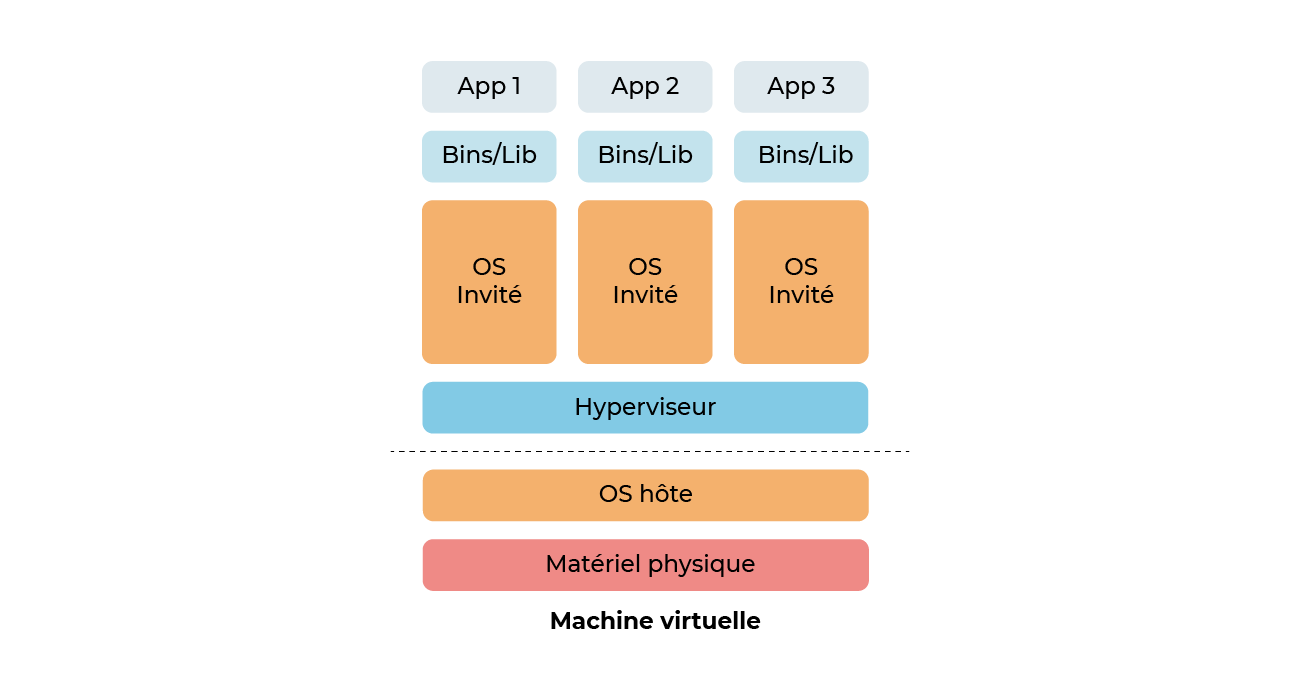 App 1
App 2
App 3
Bins/Lib
Bins/Lib
Bins/Lib
OS
Invité
OS
Invité
OS
Invité
Hyperviseur
OS hôte
Matériel physique
Machine virtuelle